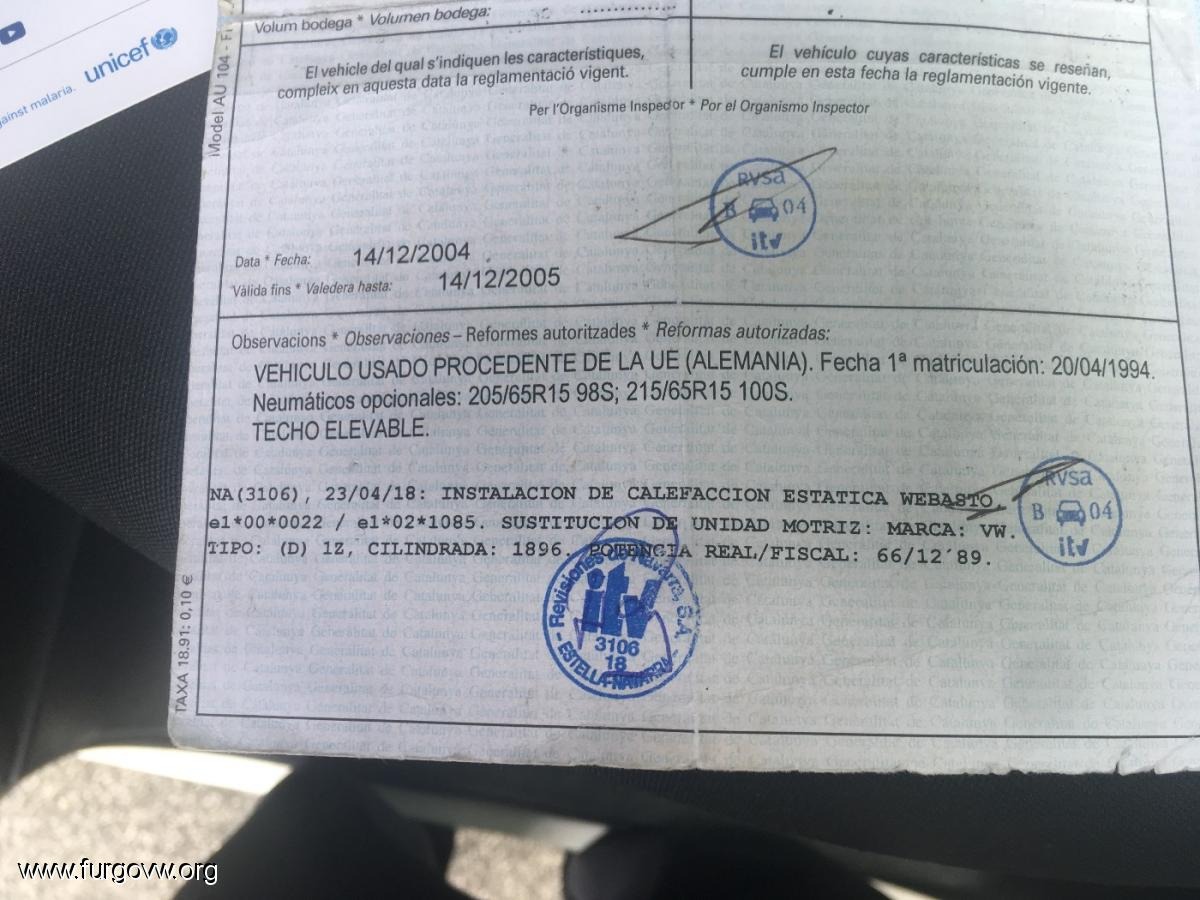 unicef
against malaria.
Volum bodega * Volumen bodega:
El vehicle del qual s'indiquen les característiques,
compleix en aquesta data la reglamentació vigent.
El vehículo cuyas características se reseñan,
cumple en esta fecha la reglamentación vigente.
Per l'Organisme Inspector * Por el Organismo Inspector
RVSa
B 04
itv
Data * Fecha: 14/12/2004
Vàlida fins * Valedera hasta: 14/12/2005
Model AU 104 -
Observacions * Observaciones – Reformes autoritzades * Reformas autorizadas:
VEHICULO USADO PROCEDENTE DE LA UE (ALEMANIA). Fecha 1ª matriculación: 20/04/1994.
Neumáticos opcionales: 205/65R15 98S; 215/65R15 100S.
TECHO ELEVABLE.
NA(3106), 23/04/18: INSTALACION DE CALEFACCION ESTATICA WEBASTO.
e1*00*0022 / e1*02*1085. SUSTITUCION DE UNIDAD MOTRIZ: MARCA: VW.
TIPO: (D) 1Z, CILINDRADA: 1896. POTENCIA REAL/FISCAL: 66/12´89.
RVSa
B 04
itv
Revisiones de Navarra, S.A.
itv
3106
18
- ESTELLA-NAVARRA -
TAXA 18.91: 0,10 €
www.furgovw.org